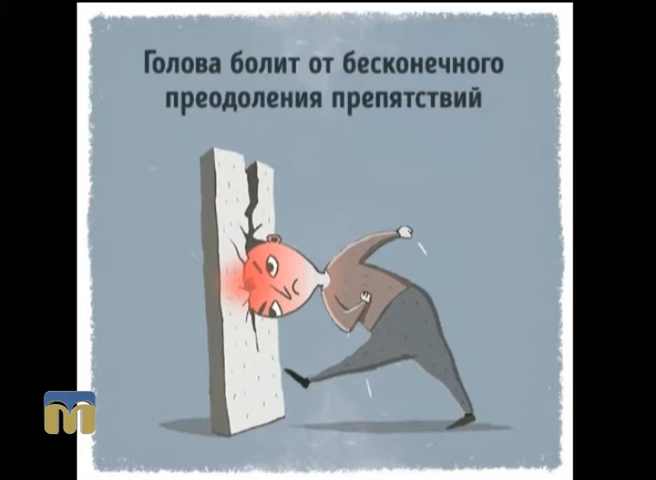 Голова болит от бесконечного
преодоления препятствий
m